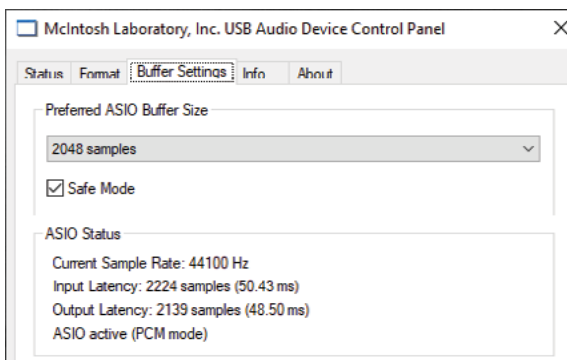 McIntosh Laboratory, Inc. USB Audio Device Control Panel
Status Format Buffer Settings Info About
Preferred ASIO Buffer Size
2048 samples
Safe Mode
ASIO Status
Current Sample Rate: 44100 Hz
Input Latency: 2224 samples (50.43 ms)
Output Latency: 2139 samples (48.50 ms)
ASIO active (PCM mode)